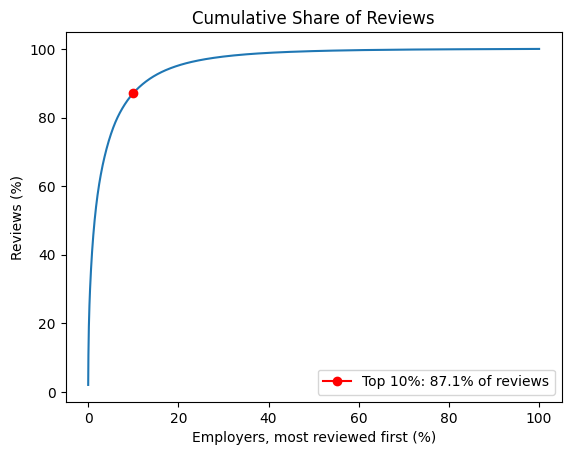 Cumulative Share of Reviews
Reviews (%)
100
80
60
40
20
0
Top 10%: 87.1% of reviews
0 20 40 60 80 100
Employers, most reviewed first (%)